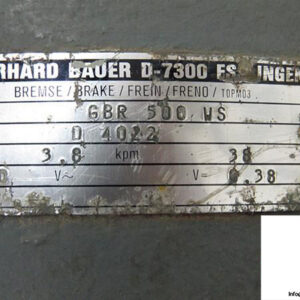 RHARD BAUER D-7300 ES INGEN
BREMSE/BRAKE/FREIN/FRENO/TOPMO3
GBR 500 WS
D 4022
3.8 kpm 38
V~ V- 0.38